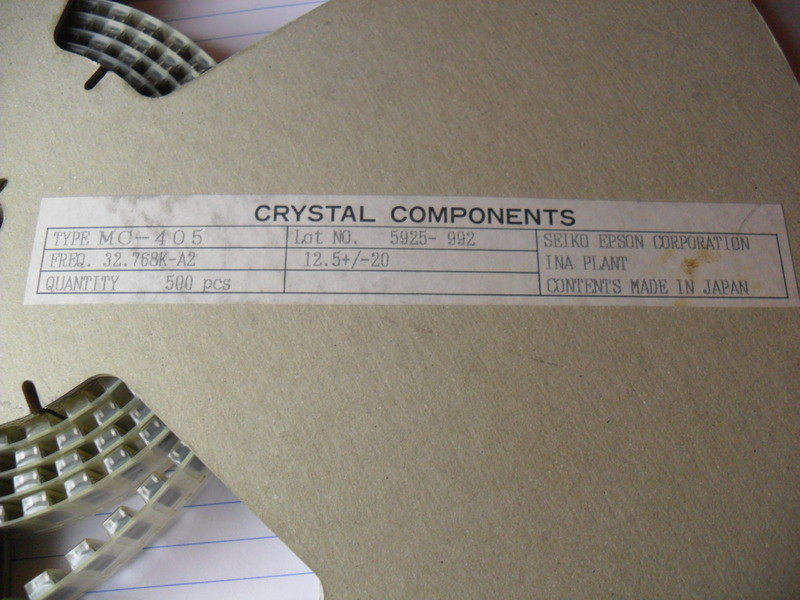 CRYSTAL COMPONENTS
TYPE MC-405 Lot NO. 5925- 992 SEIKO EPSON CORPORATION
FREQ. 32.768K-A2 12.5+/-20 INA PLANT
QUANTITY 500 pcs CONTENTS MADE IN JAPAN